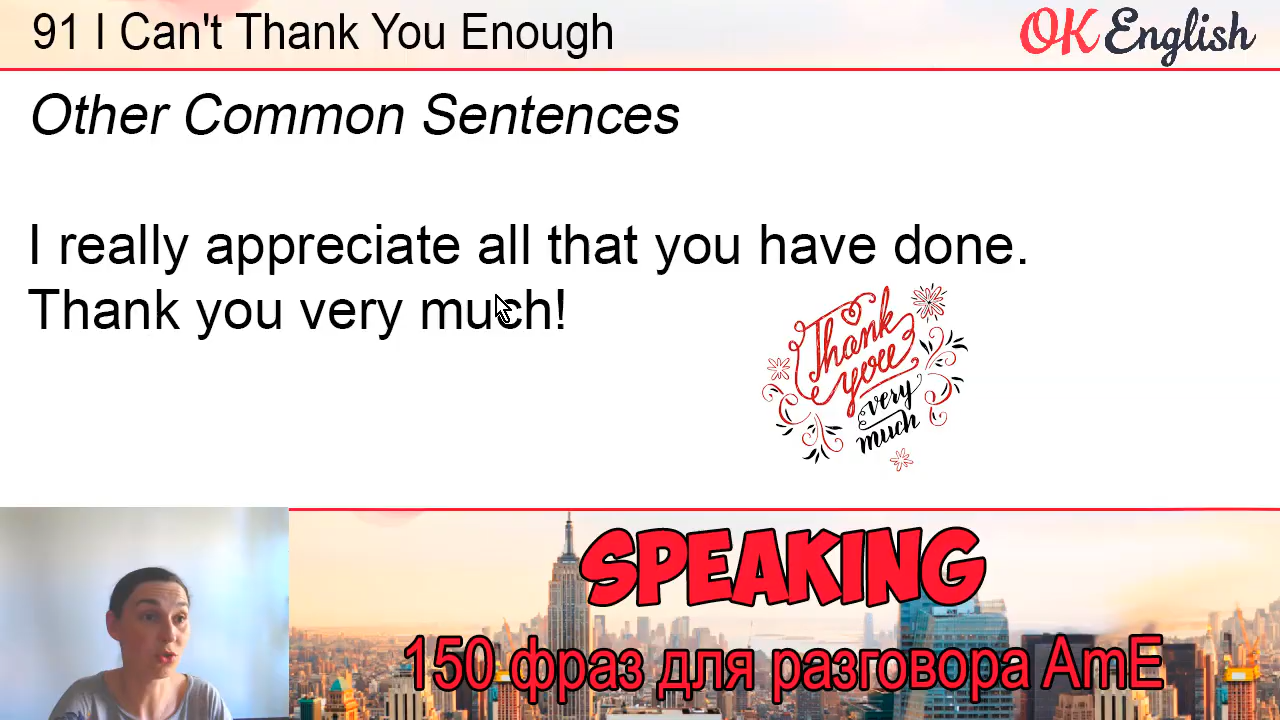 91 I Can't Thank You Enough
OK English
Other Common Sentences
I really appreciate all that you have done.
Thank you very much!
Thank
you
very
much
SPEAKING
150 фраз для разговора AmE